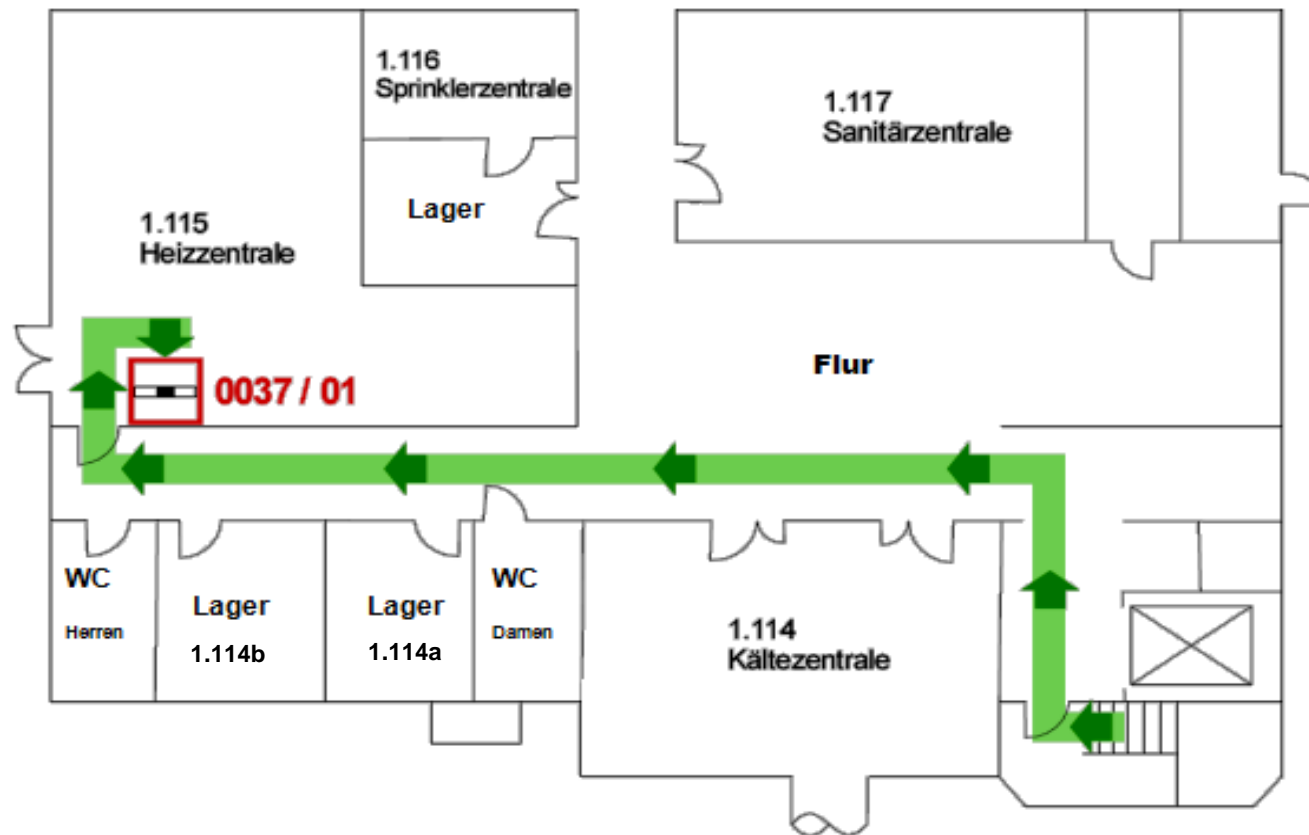 1.116
Sprinklerzentrale
1.117
Sanitärzentrale
Lager
1.115
Heizzentrale
Flur
0037 / 01
WC
Herren
Lager
1.114b
Lager
1.114a
WC
Damen
1.114
Kältezentrale